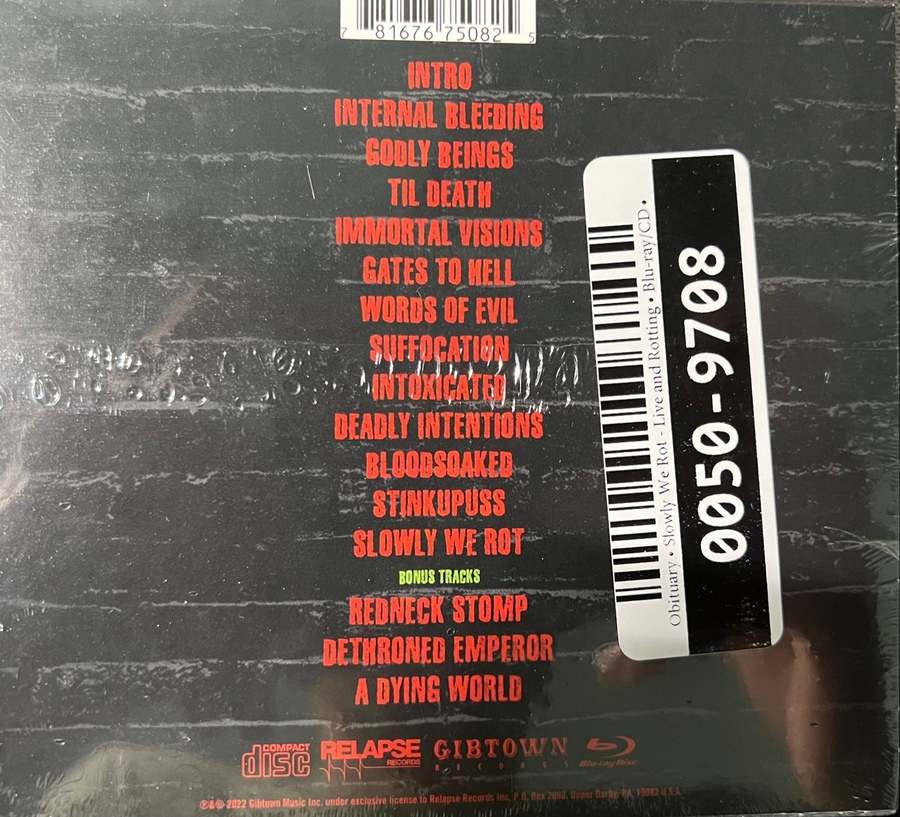 7 81676 75082 5
INTRO
INTERNAL BLEEDING
GODLY BEINGS
TIL DEATH
IMMORTAL VISIONS
GATES TO HELL
WORDS OF EVIL
SUFFOCATION
INTOXICATED
DEADLY INTENTIONS
BLOODSOAKED
STINKUPUSS
SLOWLY WE ROT
BONUS TRACKS
REDNECK STOMP
DETHRONED EMPEROR
A DYING WORLD
Obituary • Slowly We Rot - Live and Rotting • Blu-ray/CD •
0050-9708
COMPACT
disc
RELAPSE
RECORDS
GIBTOWN
RECORDS
Blu-ray Disc
℗&© 2022 Gibtown Music Inc. under exclusive license to Relapse Records Inc. P.O. Box Upper Darby, PA, 19082 U.S.A.